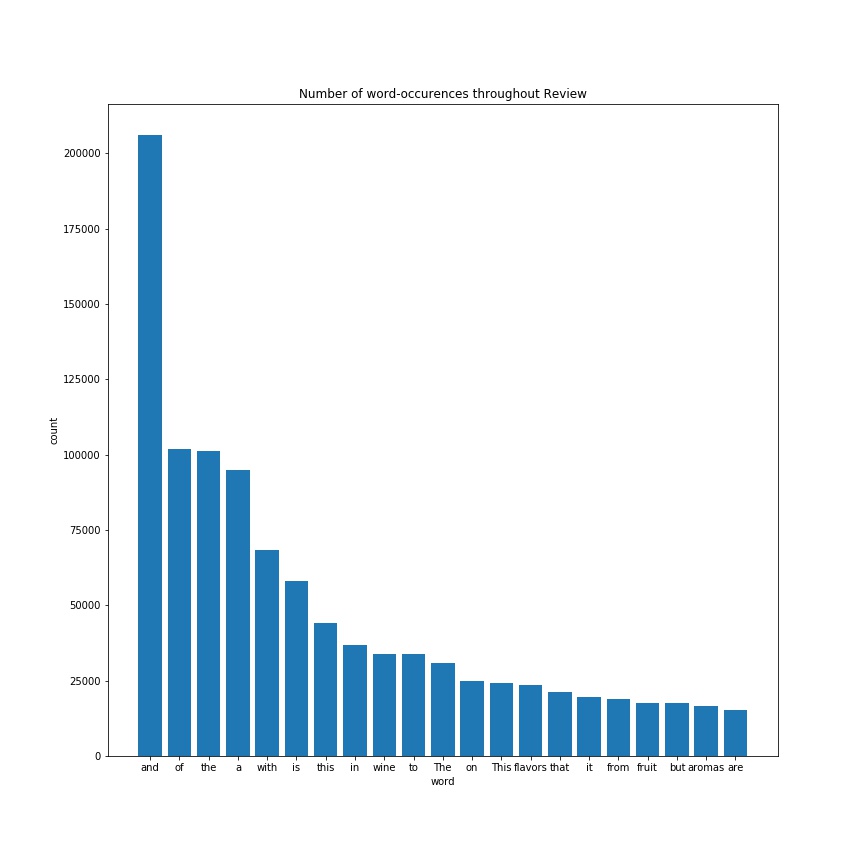 Number of word-occurences throughout Review
200000
175000
150000
125000
100000
75000
50000
25000
0
count
and of the a with is this in wine to The on This flavors that it from fruit but aromas are
word